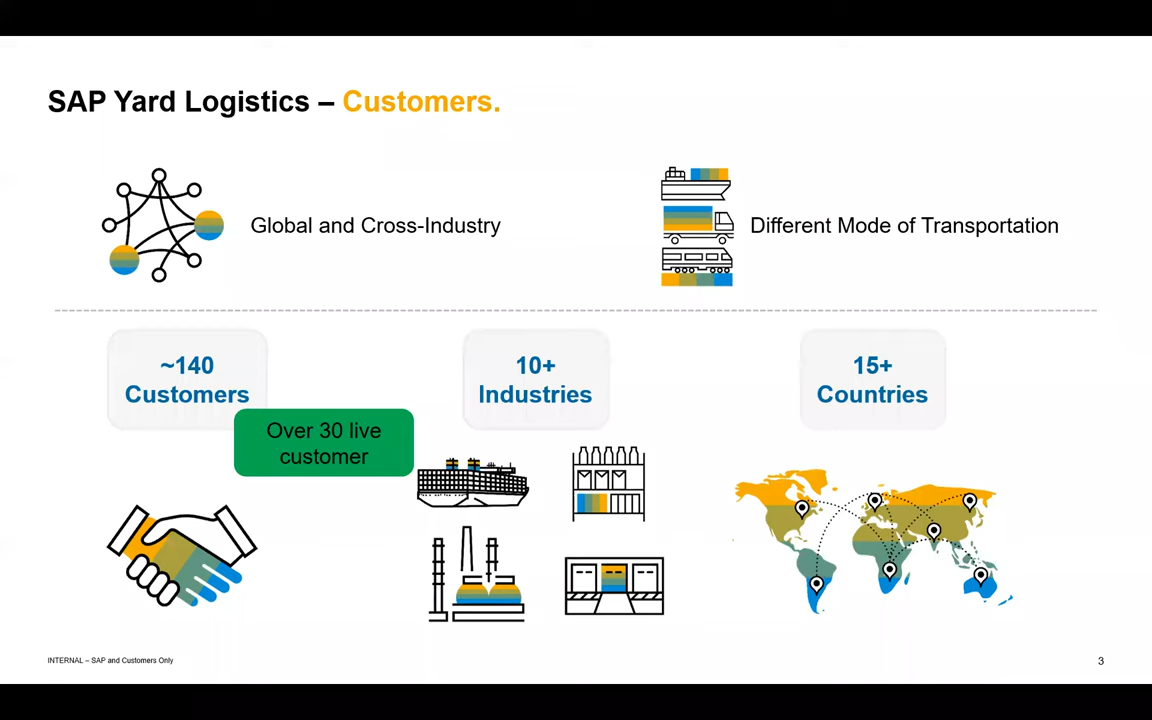 SAP Yard Logistics – Customers.
Global and Cross-Industry
Different Mode of Transportation
~140
Customers
Over 30 live
customer
10+
Industries
15+
Countries
INTERNAL – SAP and Customers Only
3